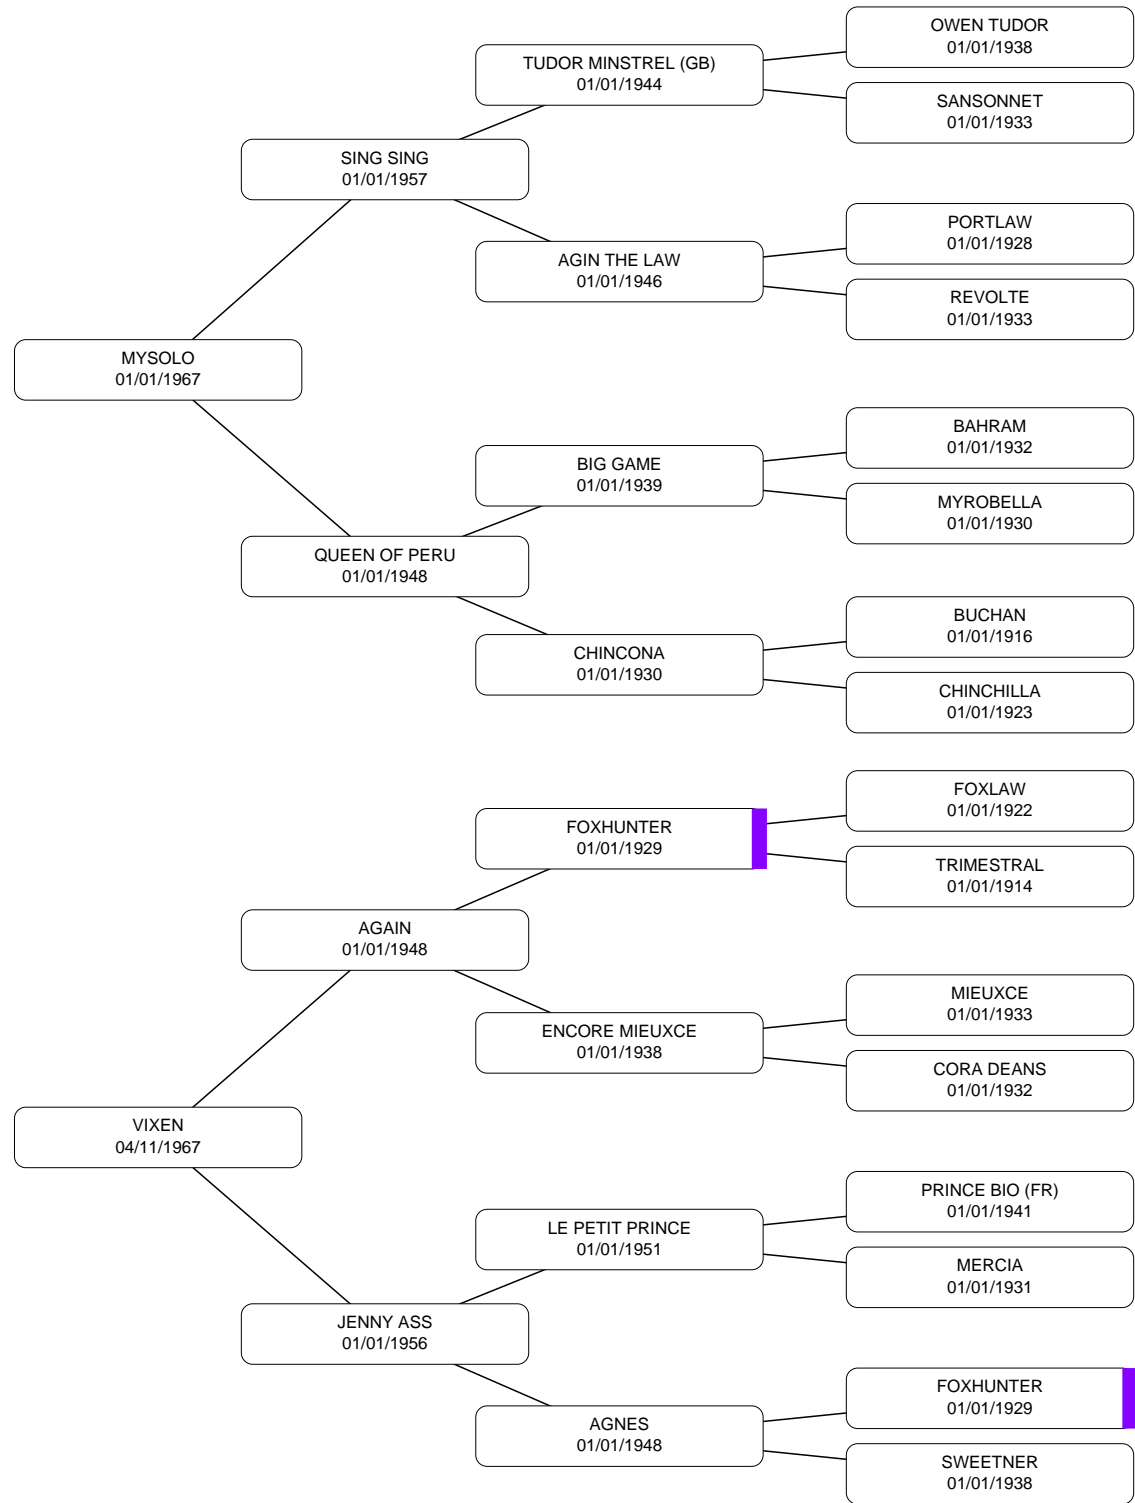 OWEN TUDOR
01/01/1938
TUDOR MINSTREL (GB)
01/01/1944
SANSONNET
01/01/1933
SING SING
01/01/1957
PORTLAW
01/01/1928
AGIN THE LAW
01/01/1946
REVOLTE
01/01/1933
MYSOLO
01/01/1967
BAHRAM
01/01/1932
BIG GAME
01/01/1939
MYROBELLA
01/01/1930
QUEEN OF PERU
01/01/1948
BUCHAN
01/01/1916
CHINCONA
01/01/1930
CHINCHILLA
01/01/1923
FOXLAW
01/01/1922
FOXHUNTER
01/01/1929
TRIMESTRAL
01/01/1914
AGAIN
01/01/1948
MIEUXCE
01/01/1933
ENCORE MIEUXCE
01/01/1938
CORA DEANS
01/01/1932
VIXEN
04/11/1967
PRINCE BIO (FR)
01/01/1941
LE PETIT PRINCE
01/01/1951
MERCIA
01/01/1931
JENNY ASS
01/01/1956
FOXHUNTER
01/01/1929
AGNES
01/01/1948
SWEETNER
01/01/1938